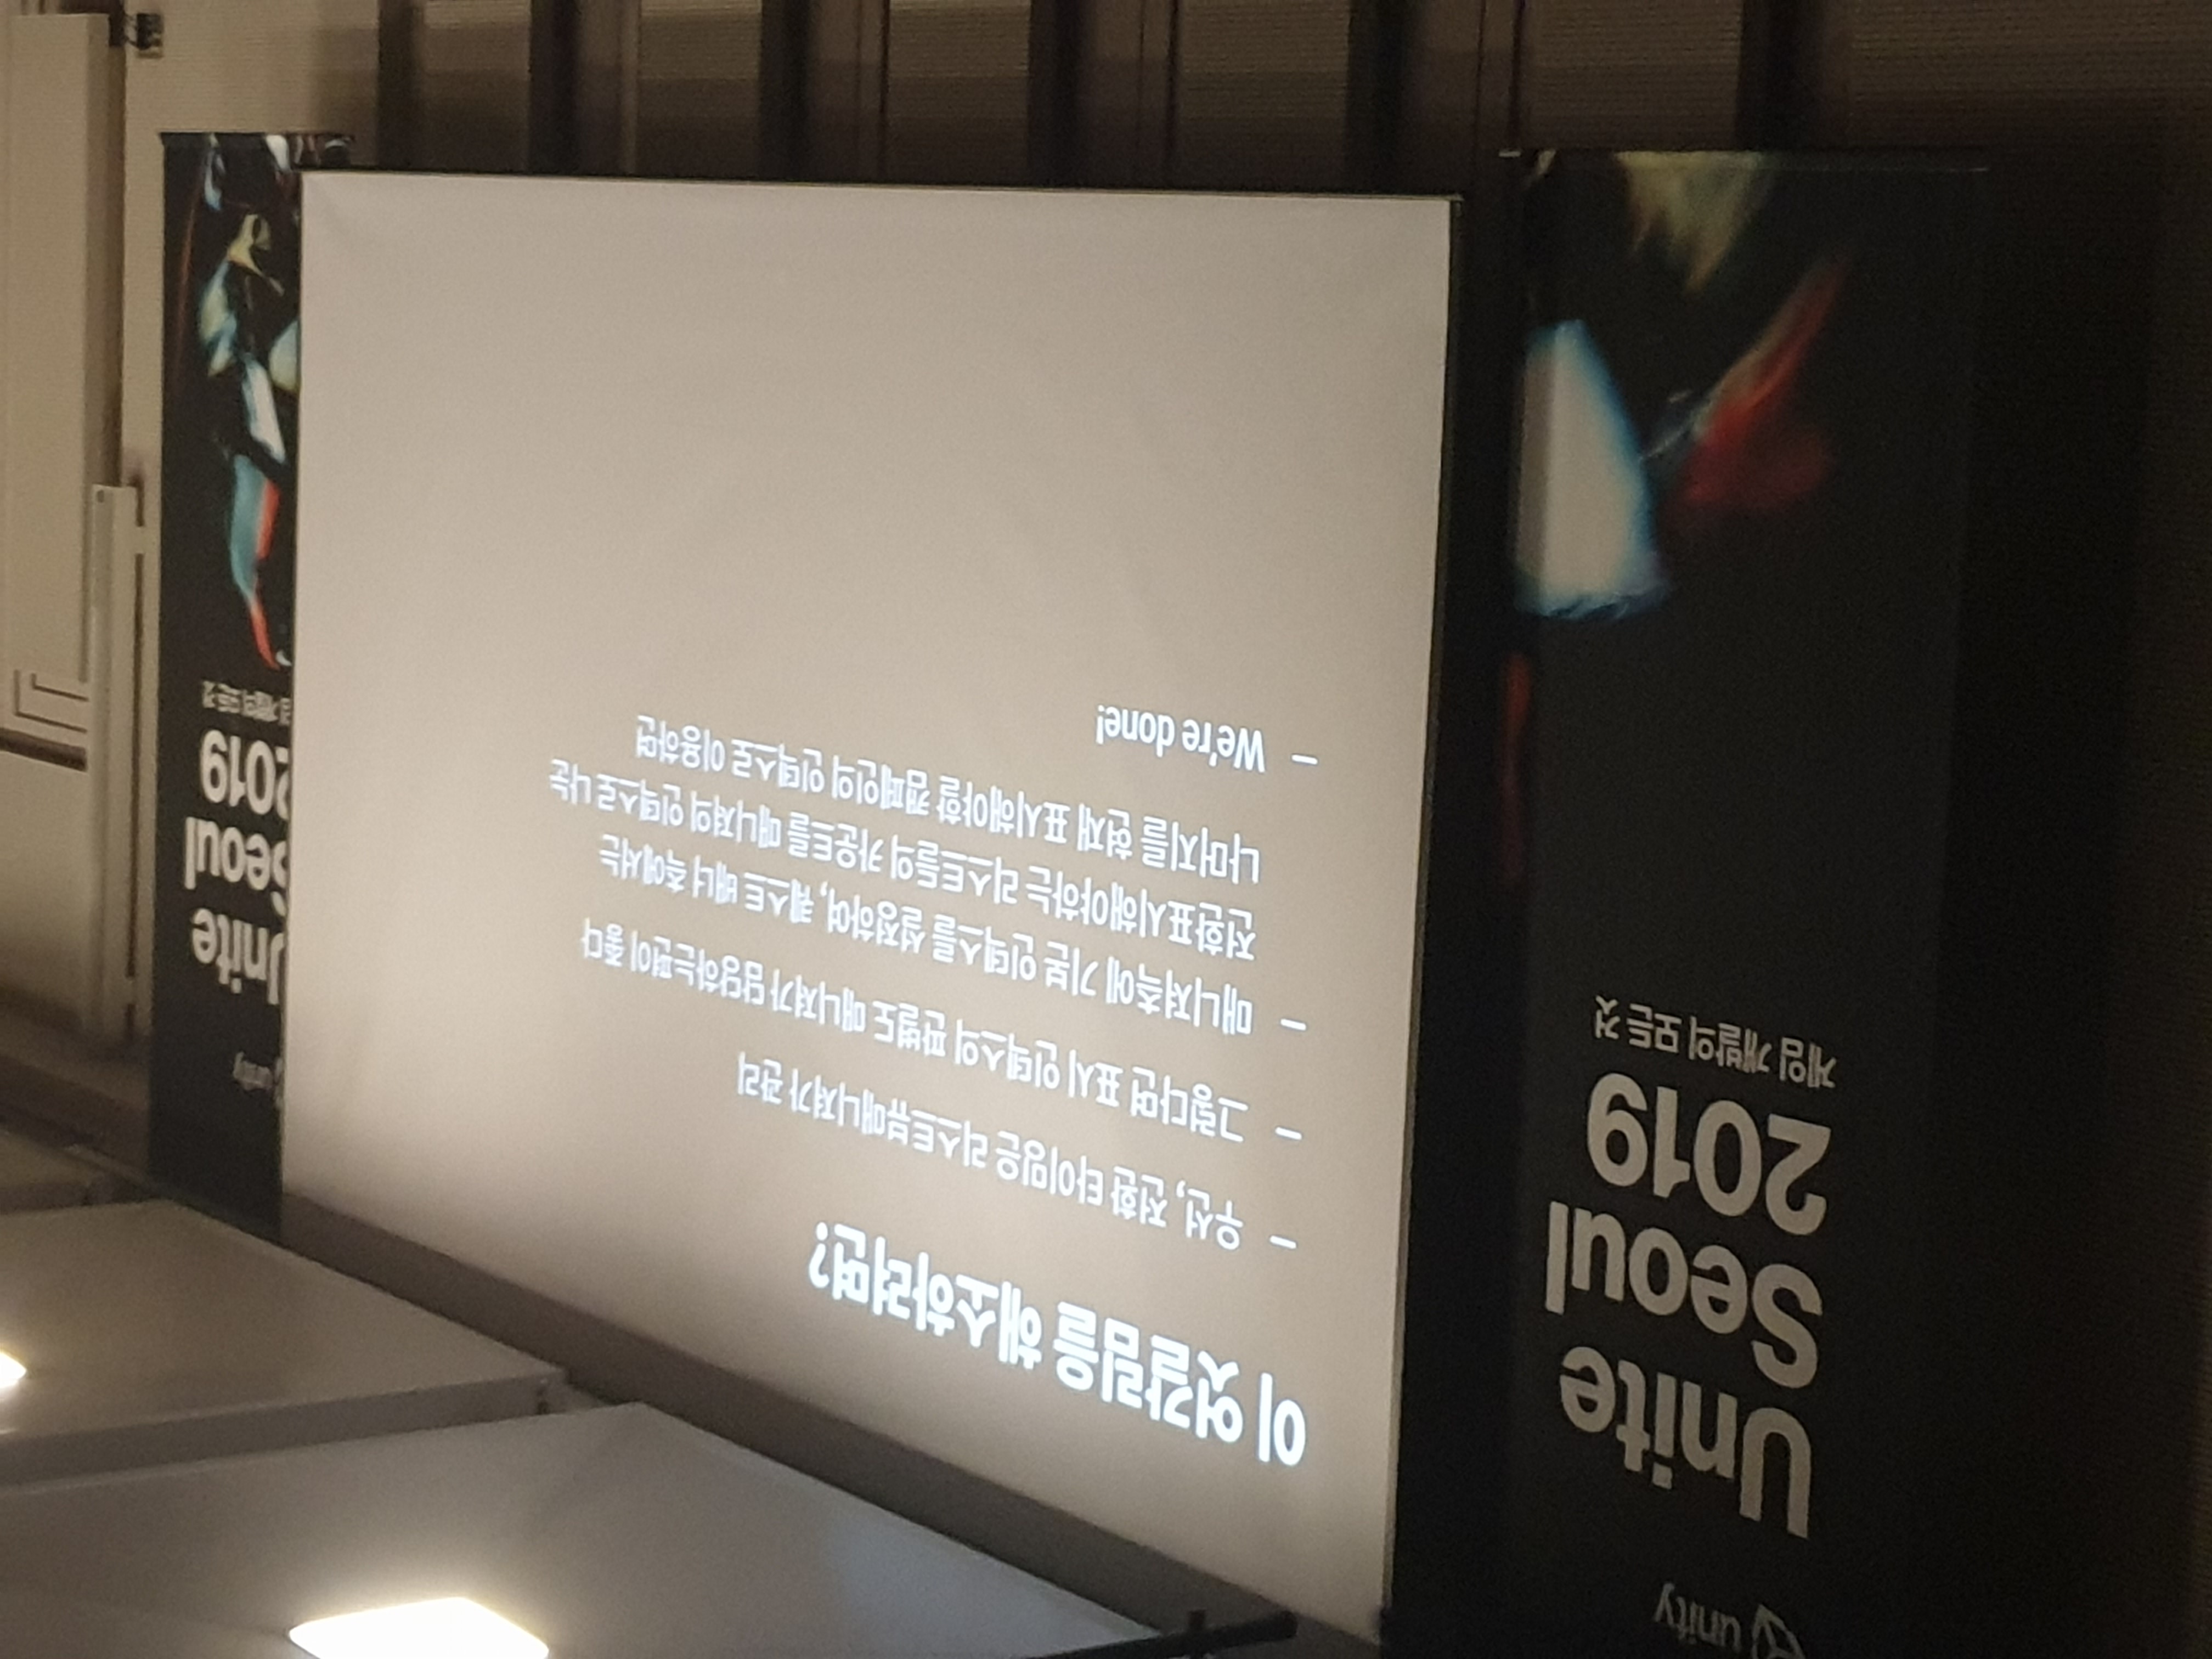 unity
Unite
Seoul
2019
게임 개발의 모든 것
이 엇갈림을 해소하려면?
– 우선, 전환 타이밍은 리스트뷰매니져가 관리
– 그렇다면 표시 인덱스의 판별도 매니져가 담당하는편이 좋다
– 매니져측에 기본 인덱스를 설정하여, 퀘스트 배너 측에서는
전환표시해야하는 리스트들의 카운트를 매니져의 인덱스로 나눈
나머지를 현재 표시해야할 캠페인의 인덱스로 이용하면
– We're done!
unity
Unite
Seoul
2019
개발의 모든 것